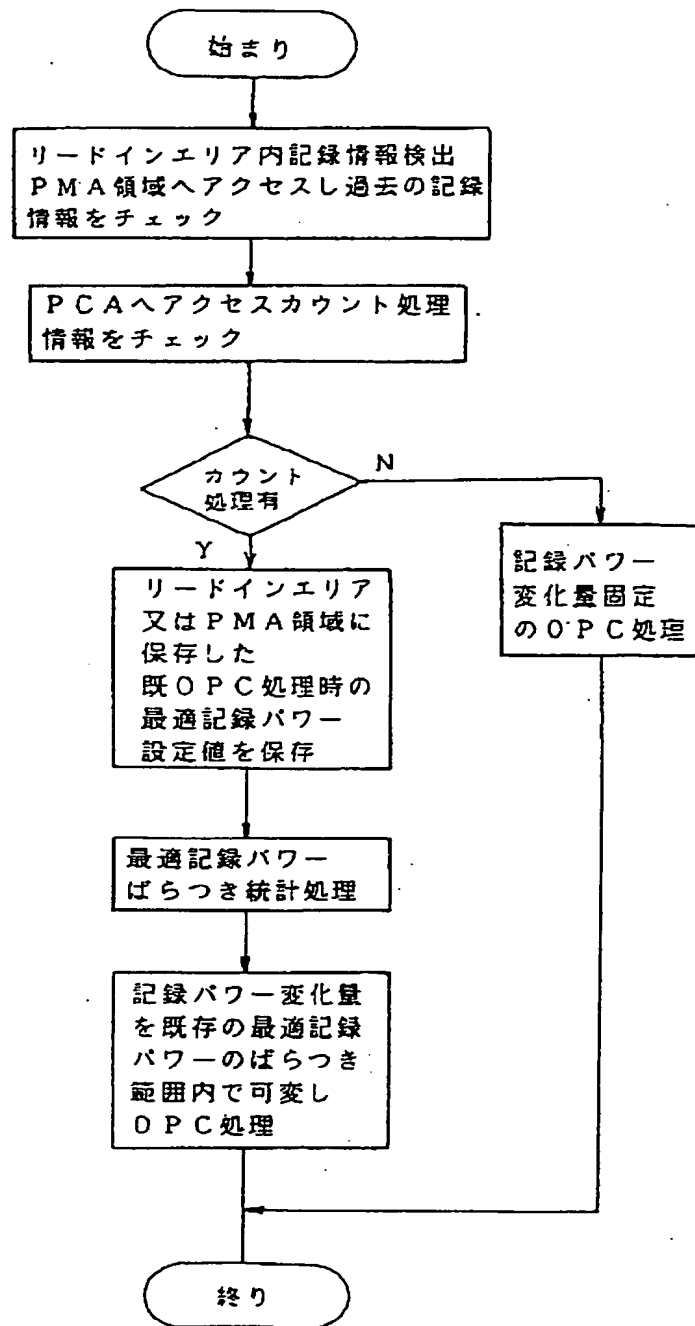 始まり
リードインエリア内記録情報検出
PMA領域へアクセスし過去の記録
情報をチェック
PCAへアクセスカウント処理
情報をチェック
カウント
処理有
N
Y
記録パワー
変化量固定
のOPC処理
リードインエリア
又はPMA領域に
保存した
既OPC処理時の
最適記録パワー
設定値を保存
最適記録パワー
ばらつき統計処理
記録パワー変化量
を既存の最適記録
パワーのばらつき
範囲内で可変し
OPC処理
終り